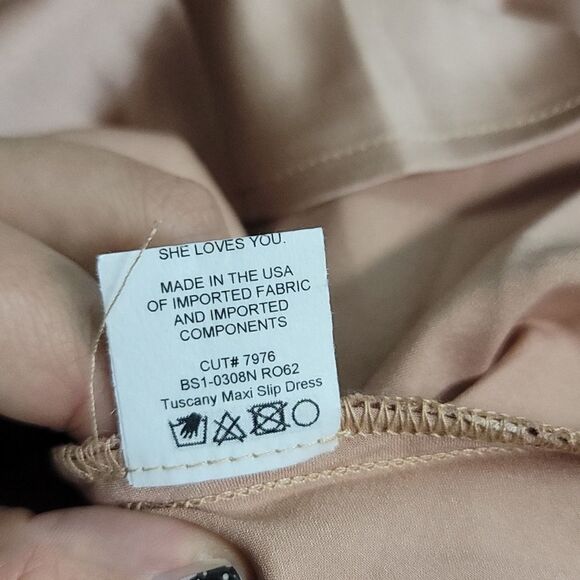 SHE LOVES YOU.
MADE IN THE USA
OF IMPORTED FABRIC
AND IMPORTED
COMPONENTS
CUT# 7976
BS1-0308N RO62
Tuscany Maxi Slip Dress